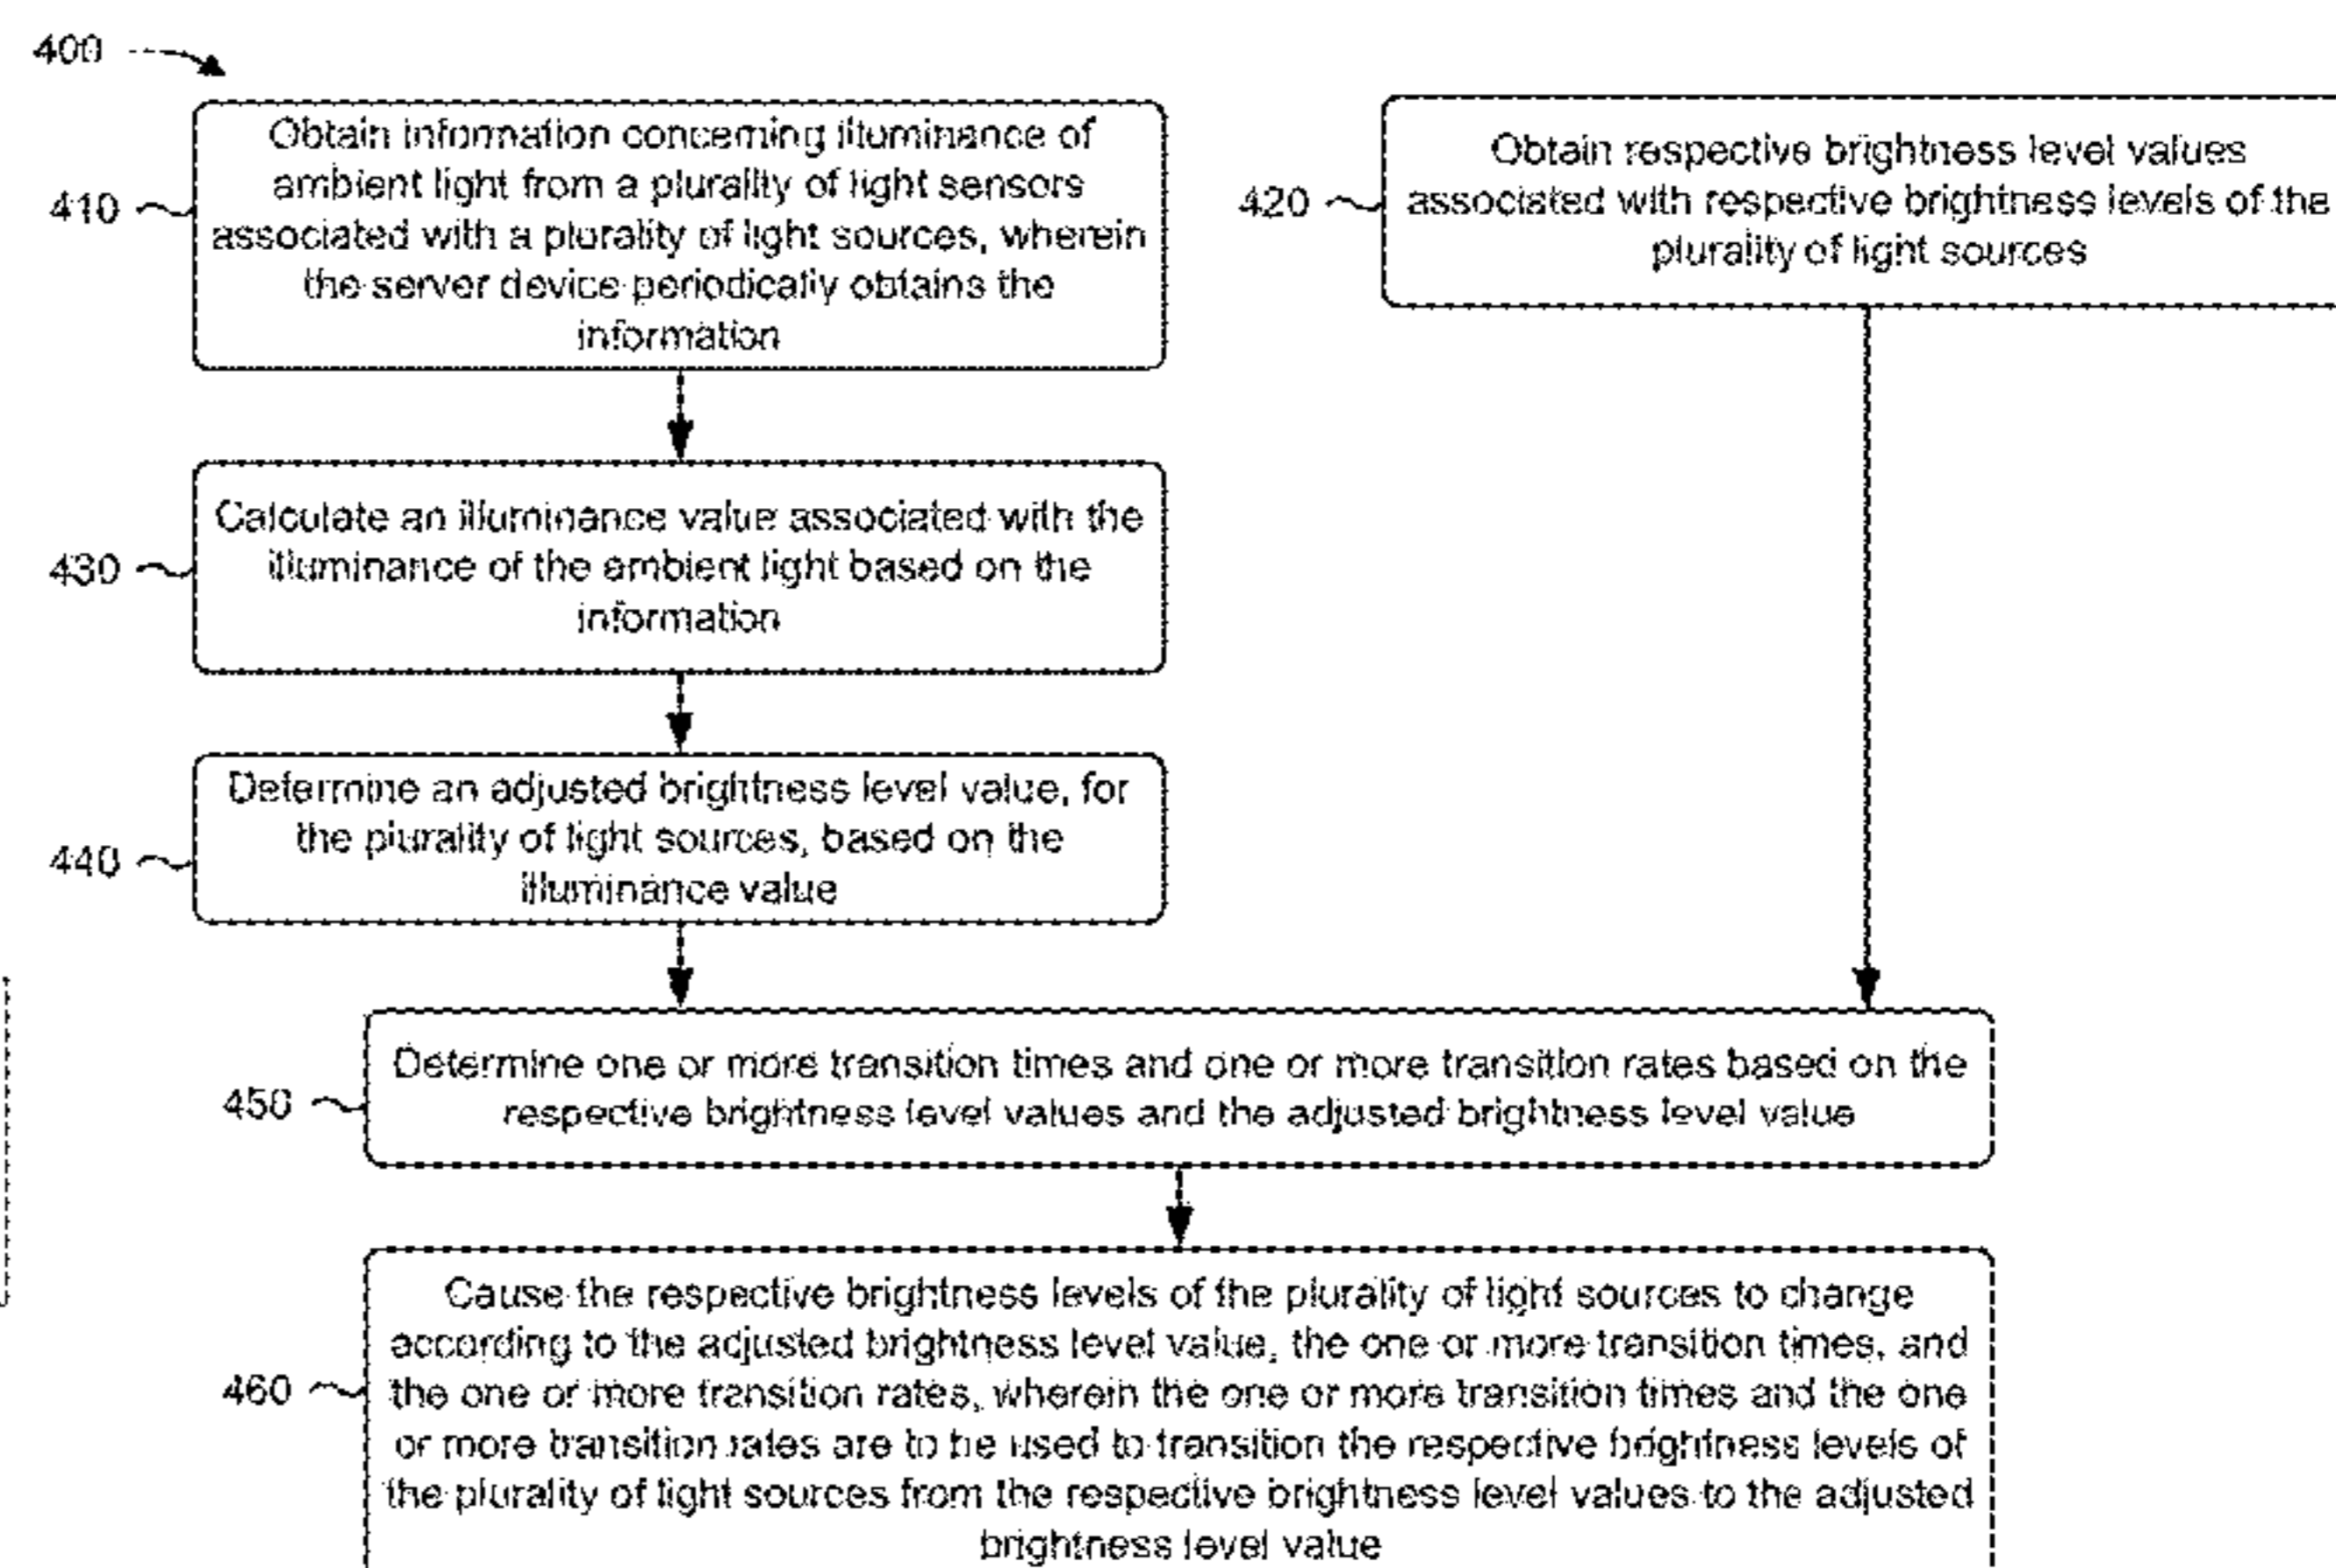 400
410
Obtain information concerning illuminance of
ambient light from a plurality of light sensors
associated with a plurality of light sources, wherein
the server device periodically obtains the
information
420
Obtain respective brightness level values
associated with respective brightness levels of the
plurality of light sources
430
Calculate an illuminance value associated with the
illuminance of the ambient light based on the
information
440
Determine an adjusted brightness level value, for
the plurality of light sources, based on the
illuminance value
450
Determine one or more transition times and one or more transition rates based on the
respective brightness level values and the adjusted brightness level value
460
Cause the respective brightness levels of the plurality of light sources to change
according to the adjusted brightness level value, the one or more transition times, and
the one or more transition rates, wherein the one or more transition times and the one
or more transition rates are to be used to transition the respective brightness levels of
the plurality of light sources from the respective brightness level values to the adjusted
brightness level value